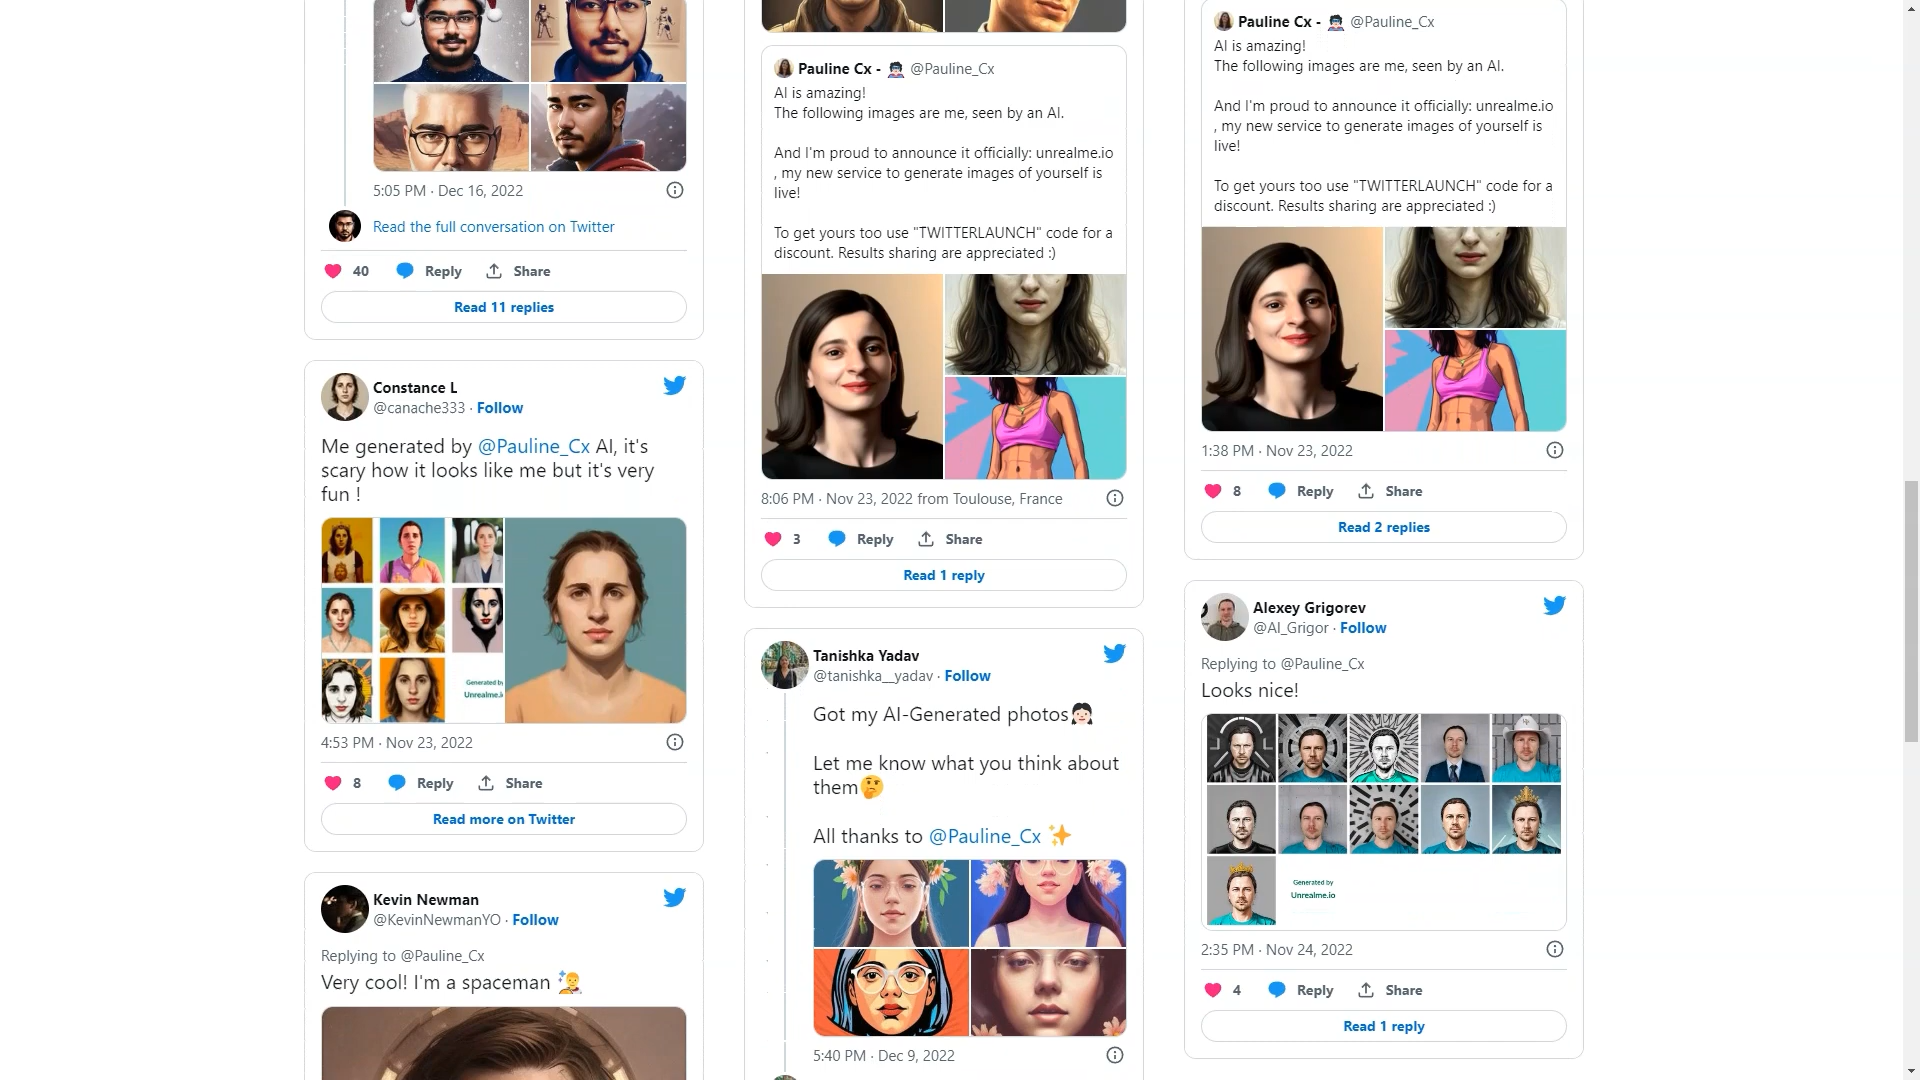 5:05 PM · Dec 16, 2022
Read the full conversation on Twitter
40 Reply Share
Read 11 replies
Constance L
@canache333 · Follow
Me generated by @Pauline_Cx AI, it's
scary how it looks like me but it's very
fun !
Generated by
Unrealme.i
4:53 PM · Nov 23, 2022
8 Reply Share
Read more on Twitter
Kevin Newman
@KevinNewmanYO · Follow
Replying to @Pauline_Cx
Very cool! I'm a spaceman
Pauline Cx - @Pauline_Cx
AI is amazing!
The following images are me, seen by an AI.
And I'm proud to announce it officially: unrealme.io
, my new service to generate images of yourself is
live!
To get yours too use "TWITTERLAUNCH" code for a
discount. Results sharing are appreciated :)
8:06 PM · Nov 23, 2022 from Toulouse, France
3 Reply Share
Read 1 reply
Tanishka Yadav
@tanishka__yadav · Follow
Got my AI-Generated photos👧🏻
Let me know what you think about
them🤔
All thanks to @Pauline_Cx ✨
5:40 PM · Dec 9, 2022
Pauline Cx - @Pauline_Cx
AI is amazing!
The following images are me, seen by an AI.
And I'm proud to announce it officially: unrealme.io
, my new service to generate images of yourself is
live!
To get yours too use "TWITTERLAUNCH" code for a
discount. Results sharing are appreciated :)
1:38 PM · Nov 23, 2022
8 Reply Share
Read 2 replies
Alexey Grigorev
@Al_Grigor · Follow
Replying to @Pauline_Cx
Looks nice!
Generated by
Unrealme.io
2:35 PM · Nov 24, 2022
4 Reply Share
Read 1 reply